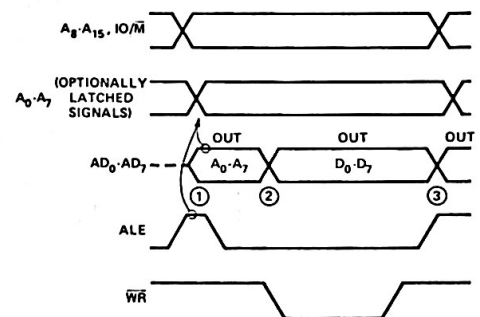 A₈-A₁₅, IO/M̅
A₀-A₇ (OPTIONALLY LATCHED SIGNALS)
OUT OUT OUT
AD₀-AD₇ A₀-A₇ D₀-D₇
① ② ③
ALE
W̅R̅